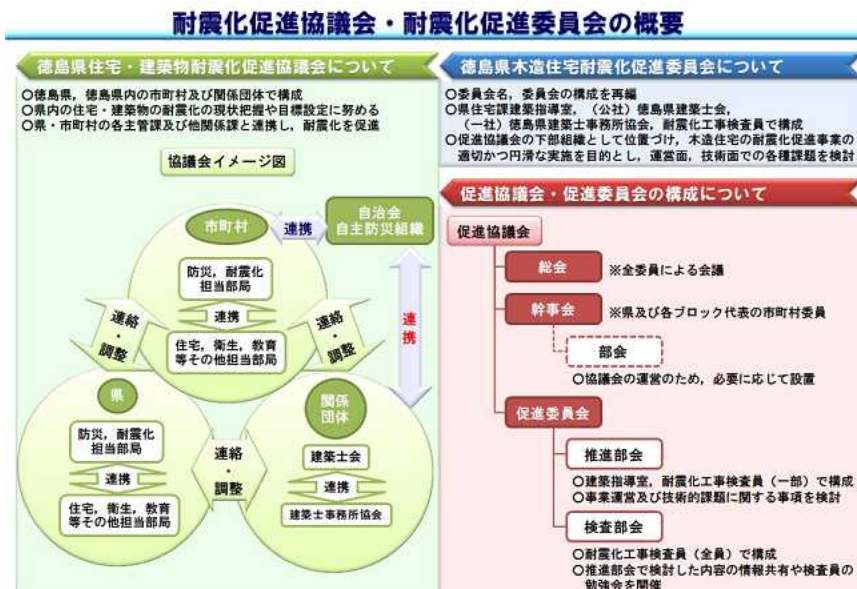 耐震化促進協議会・耐震化促進委員会の概要
徳島県住宅・建築物耐震化促進協議会について
○徳島県，徳島県内の市町村及び関係団体で構成
○県内の住宅・建築物の耐震化の現状把握や目標設定に努める
○県・市町村の各主管課及び他関係課と連携し，耐震化を促進
協議会イメージ図
市町村
連携
自治会
自主防災組織
防災，耐震化
担当部局
連携
住宅，衛生，教育
等その他担当部局
連絡
・
調整
連絡
・
調整
連携
県
防災，耐震化
担当部局
連携
住宅，衛生，教育
等その他担当部局
連絡
・
調整
関係
団体
建築士会
連携
建築士事務所協会
徳島県木造住宅耐震化促進委員会について
○委員会名，委員会の構成を再編
○県住宅課建築指導室，（公社）徳島県建築士会，
（一社）徳島県建築士事務所協会，耐震化工事検査員で構成
○促進協議会の下部組織として位置づけ，木造住宅の耐震化促進事業の
適切かつ円滑な実施を目的とし，運営面，技術面での各種課題を検討
促進協議会・促進委員会の構成について
促進協議会
総会 ※全委員による会議
幹事会 ※県及び各ブロック代表の市町村委員
部会
○協議会の運営のため，必要に応じて設置
促進委員会
推進部会
○建築指導室，耐震化工事検査員（一部）で構成
○事業運営及び技術的課題に関する事項を検討
検査部会
○耐震化工事検査員（全員）で構成
○推進部会で検討した内容の情報共有や検査員の
勉強会を開催